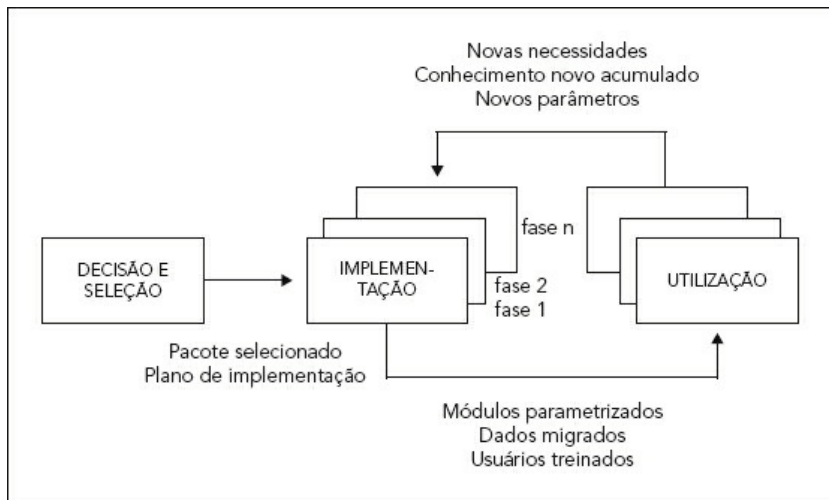 Novas necessidades
Conhecimento novo acumulado
Novos parâmetros
fase n
DECISÃO E
SELEÇÃO
IMPLEMEN-
TAÇÃO
UTILIZAÇÃO
fase 2
fase 1
Pacote selecionado
Plano de implementação
Módulos parametrizados
Dados migrados
Usuários treinados